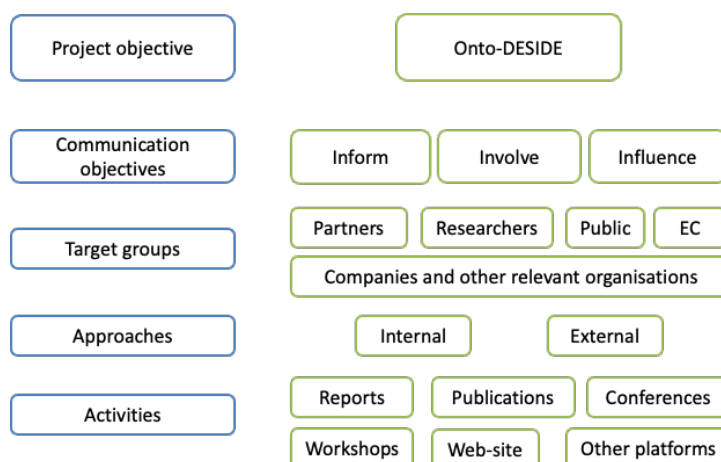 Project objective
Onto-DESIDE
Communication
objectives
Inform
Involve
Influence
Target groups
Partners
Researchers
Public
EC
Companies and other relevant organisations
Approaches
Internal
External
Activities
Reports
Publications
Conferences
Workshops
Web-site
Other platforms